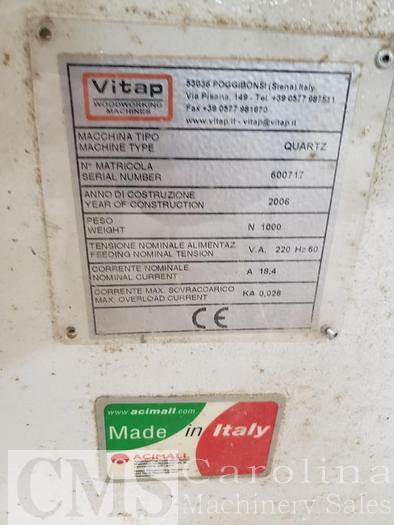 Vitap
WOODWORKING
MACHINES
53036 POGGIBONSI (Siena) Italy
Via Pisana, 149 - Tel. +39 0577 987511
Fax +39 0577 981670
www.vitap.it - vitap@vitap.it
MACCHINA TIPO
MACHINE TYPE QUARTZ
N° MATRICOLA
SERIAL NUMBER 600717
ANNO DI COSTRUZIONE
YEAR OF CONSTRUCTION 2006
PESO
WEIGHT N 1000
TENSIONE NOMINALE ALIMENTAZ.
FEEDING NOMINAL TENSION V.A. 220 Hz 60
CORRENTE NOMINALE
NOMINAL CURRENT A 18,4
CORRENTE MAX. SOVRACCARICO
MAX. OVERLOAD CURRENT KA 0,026
CE
www.acimall.com
Made in Italy
ACIMALL
CMS Carolina
Machinery Sales